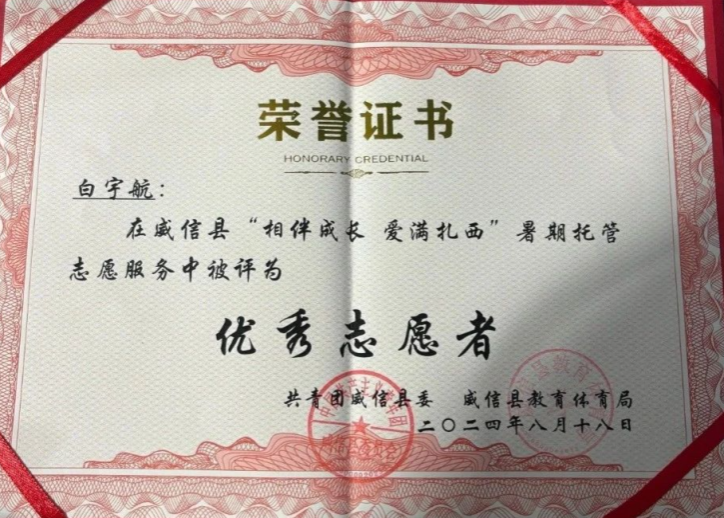 荣誉证书
HONORARY CREDENTIAL
白宇航：
在威信县“相伴成长 爱满扎西”暑期托管
志愿服务中被评为
优秀志愿者
共青团威信县委 威信县教育体育局
二〇二四年八月十八日